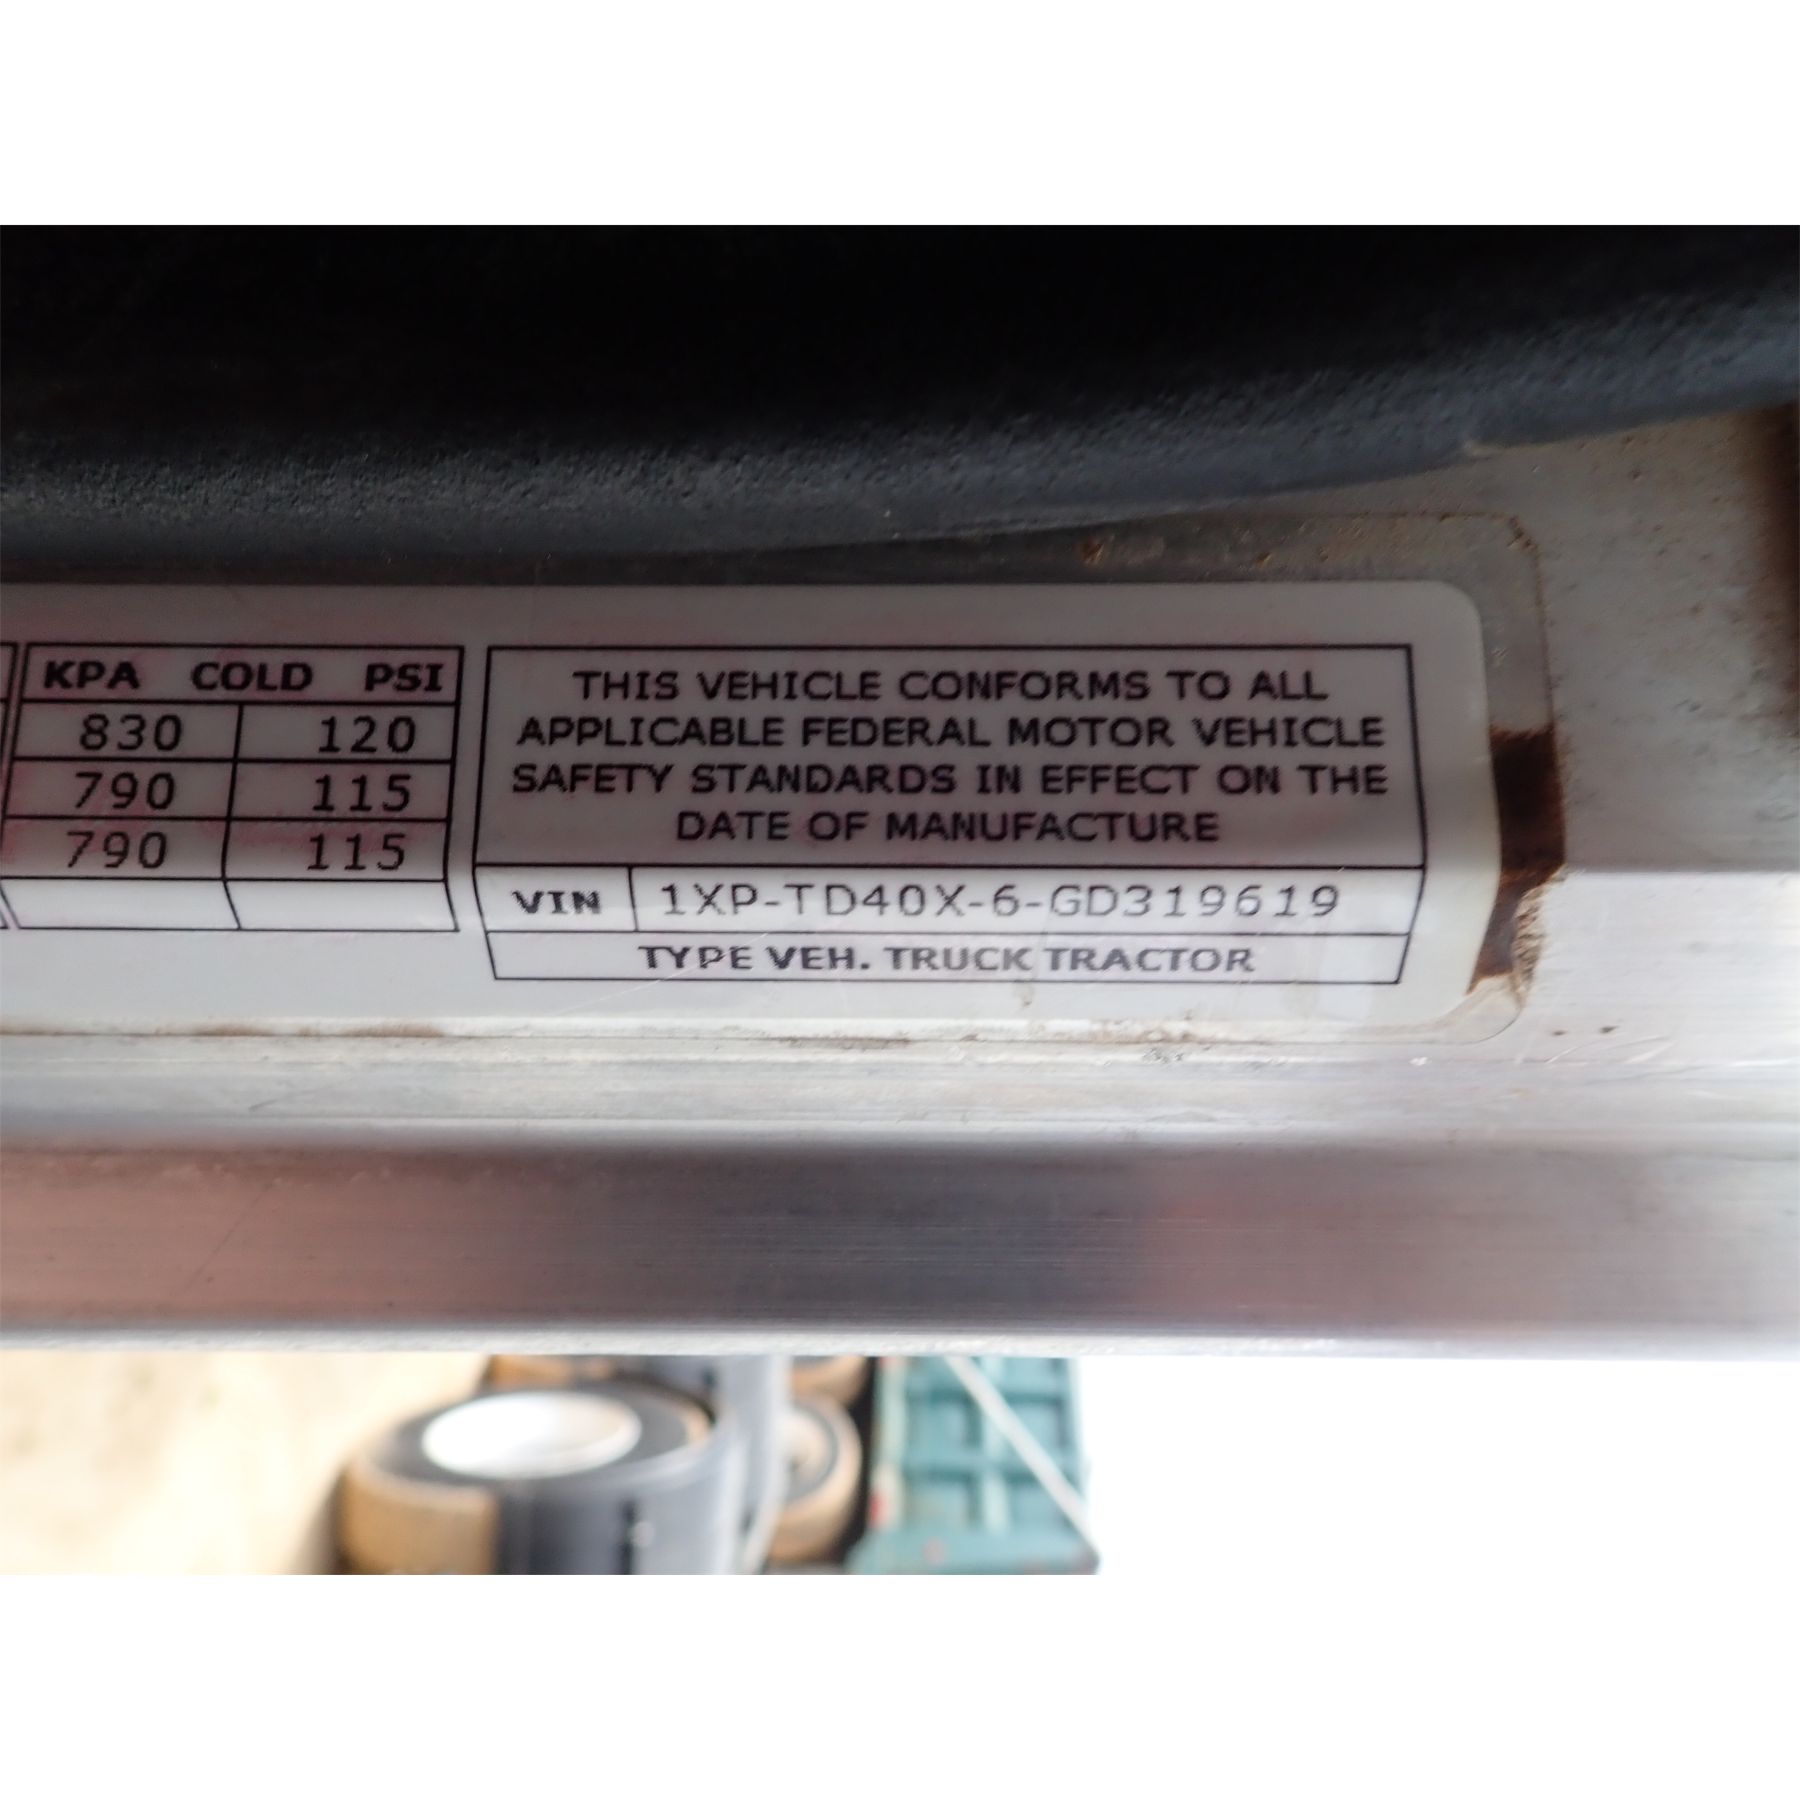 KPA COLD PSI
830 120
790 115
790 115
THIS VEHICLE CONFORMS TO ALL
APPLICABLE FEDERAL MOTOR VEHICLE
SAFETY STANDARDS IN EFFECT ON THE
DATE OF MANUFACTURE
VIN 1XP-TD40X-6-GD319619
TYPE VEH. TRUCK TRACTOR